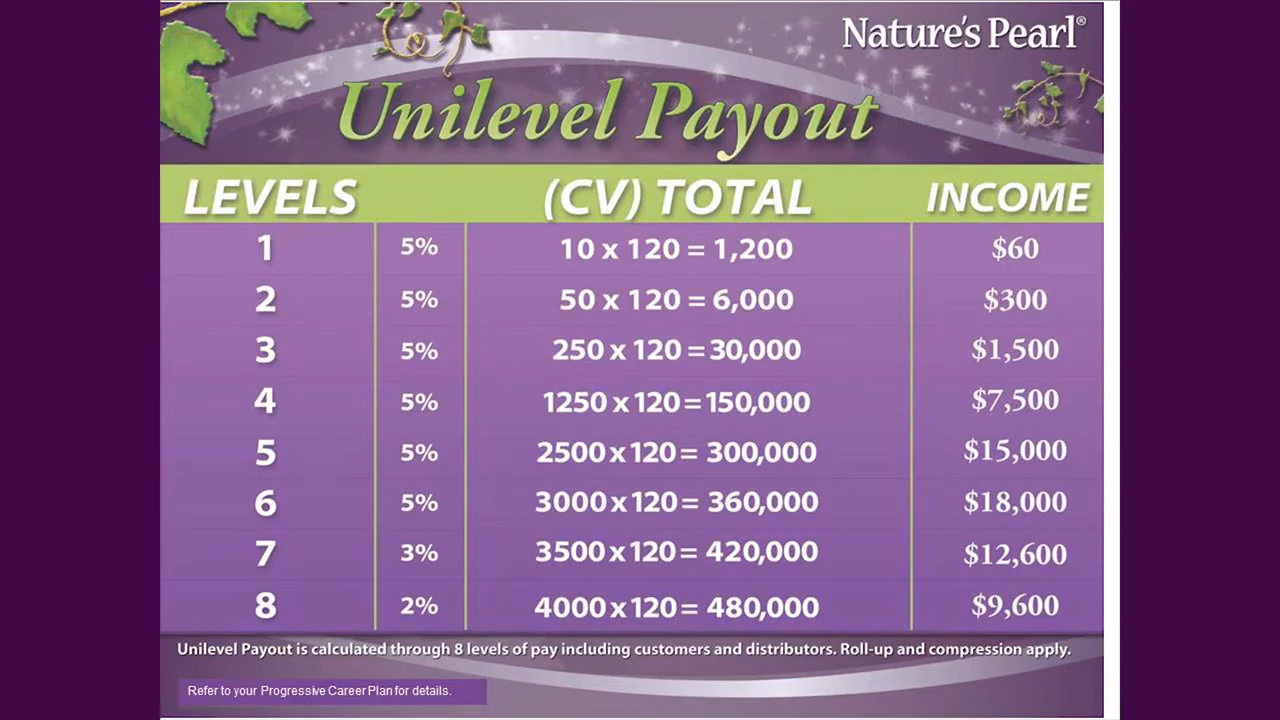 Nature's Pearl®
Unilevel Payout
LEVELS (CV) TOTAL INCOME
1 5% 10 x 120 = 1,200 $60
2 5% 50 x 120 = 6,000 $300
3 5% 250 x 120 = 30,000 $1,500
4 5% 1250 x 120 = 150,000 $7,500
5 5% 2500 x 120 = 300,000 $15,000
6 5% 3000 x 120 = 360,000 $18,000
7 3% 3500 x 120 = 420,000 $12,600
8 2% 4000 x 120 = 480,000 $9,600
Unilevel Payout is calculated through 8 levels of pay including customers and distributors. Roll-up and compression apply.
Refer to your Progressive Career Plan for details.